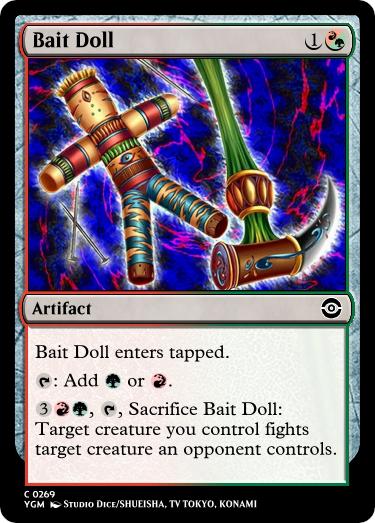 Bait Doll 1
Artifact
Bait Doll enters tapped.
: Add or .
3 , , Sacrifice Bait Doll:
Target creature you control fights
target creature an opponent controls.
C 0269
YGM Studio Dice/SHUEISHA, TV TOKYO, KONAMI